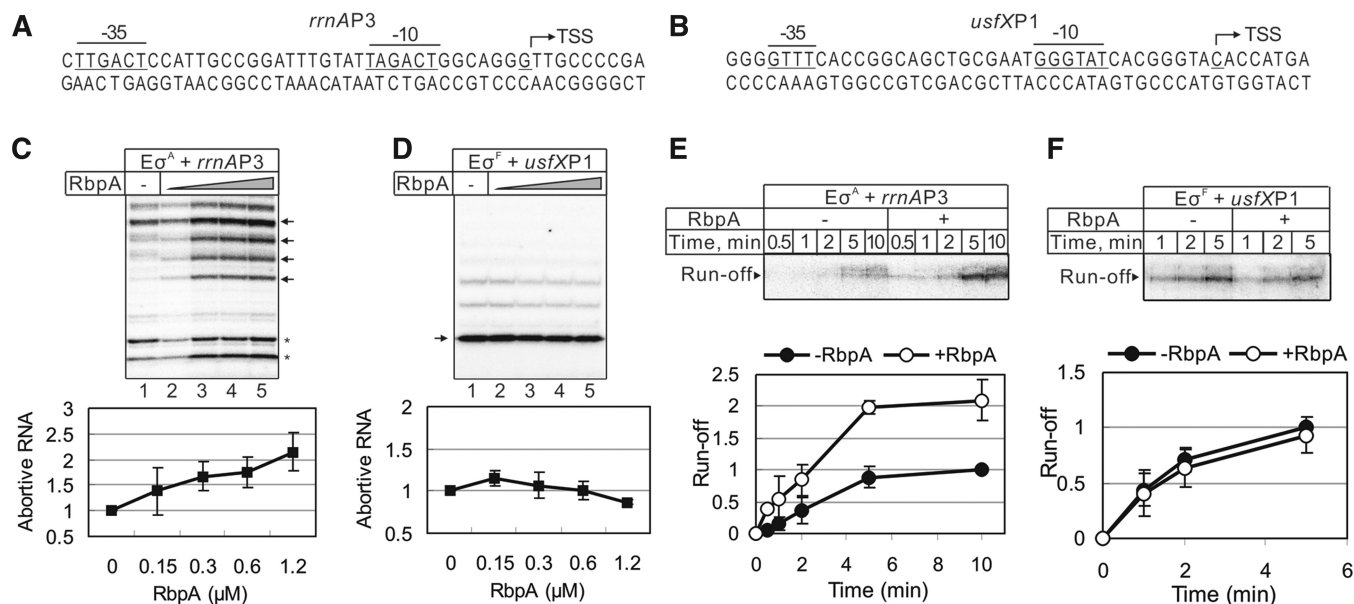 A
rrnAP3
-35
-10
TSS
CTTGACTCCATTGCCGGATTTGTATTAGACTGGCAGGGTTGCCCCGA
GAACTGAGGTAACGGCCTAAACATAATCTGACCGTCCCAACGGGGCT
B
usfXP1
-35
-10
TSS
GGGGGTTTCACCGGCAGCTGCGAATGGGTATCACGGGTACACCATGA
CCCCCAAAGTGGCCGTCGACGCTTACCCATAGTGCCCATGTGGTACT
C
EσA + rrnAP3
RbpA -
*
*
1 2 3 4 5
3
2.5
2
1.5
1
0.5
Abortive RNA
0 0.15 0.3 0.6 1.2
RbpA (µM)
D
EσF + usfXP1
RbpA -
1 2 3 4 5
2
1.5
1
0.5
Abortive RNA
0 0.15 0.3 0.6 1.2
RbpA (µM)
E
EσA + rrnAP3
RbpA - +
Time, min 0.5 1 2 5 10 0.5 1 2 5 10
Run-off
-RbpA +RbpA
2.5
2
1.5
1
0.5
0
Run-off
0 2 4 6 8 10
Time (min)
F
EσF + usfXP1
RbpA - +
Time, min 1 2 5 1 2 5
Run-off
-RbpA +RbpA
1.5
1
0.5
0
Run-off
0 2 4 6
Time (min)